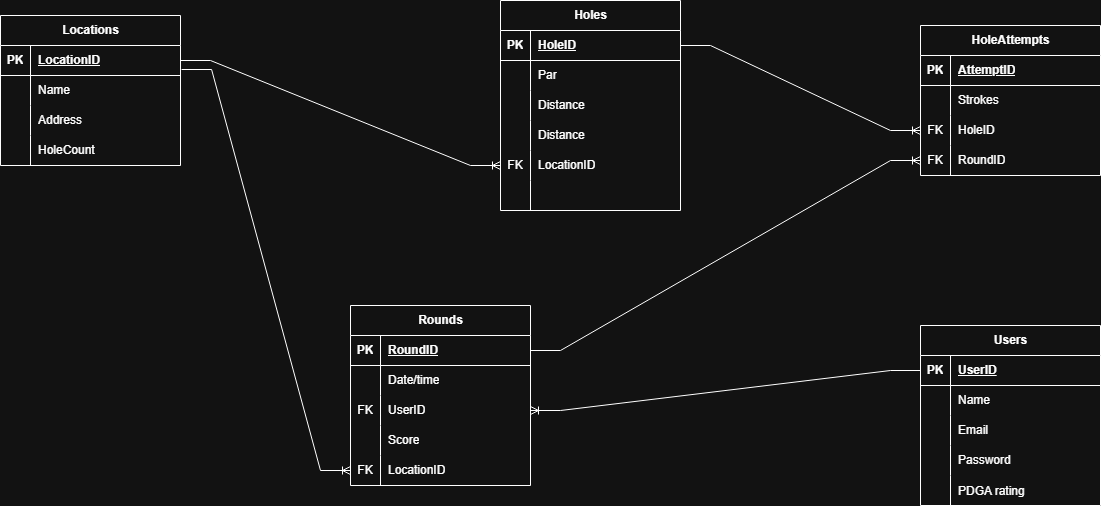 Locations
PK LocationID
Name
Address
HoleCount
Holes
PK HoleID
Par
Distance
Distance
FK LocationID
HoleAttempts
PK AttemptID
Strokes
FK HoleID
FK RoundID
Rounds
PK RoundID
Date/time
FK UserID
Score
FK LocationID
Users
PK UserID
Name
Email
Password
PDGA rating